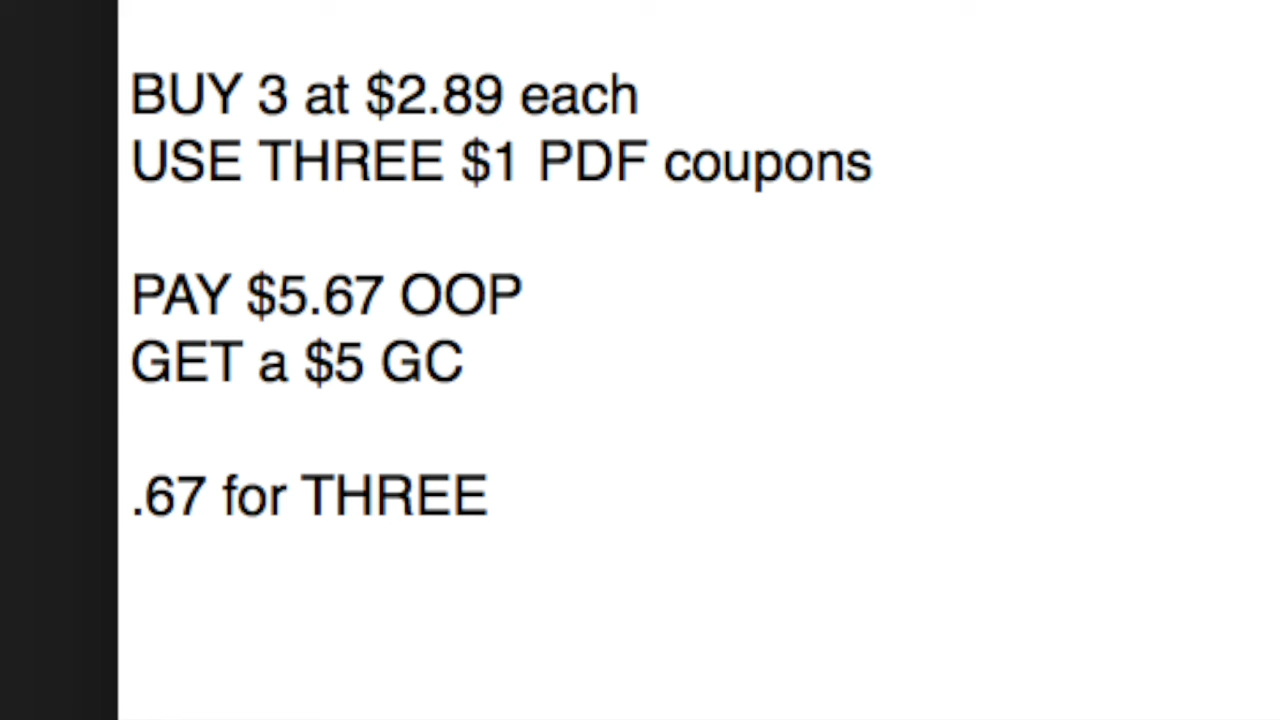 BUY 3 at $2.89 each
USE THREE $1 PDF coupons
PAY $5.67 OOP
GET a $5 GC
.67 for THREE